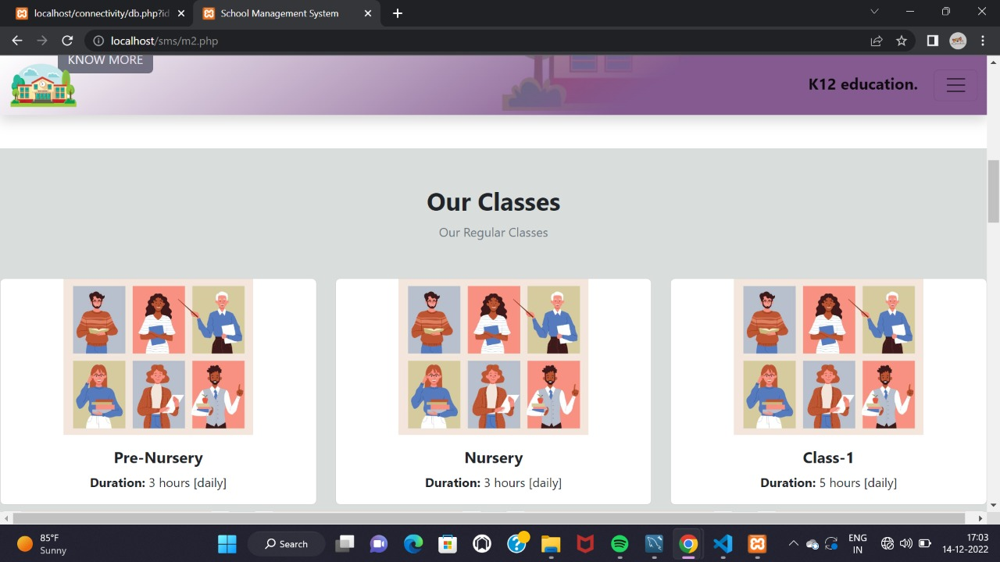 localhost/connectivity/db.php?id
School Management System
localhost/sms/m2.php
KNOW MORE
K12 education.
Our Classes
Our Regular Classes
Pre-Nursery
Nursery
Class-1
Duration: 3 hours [daily]
Duration: 3 hours [daily]
Duration: 5 hours [daily]
85°F
Sunny
Search
ENG
IN
17:03
14-12-2022